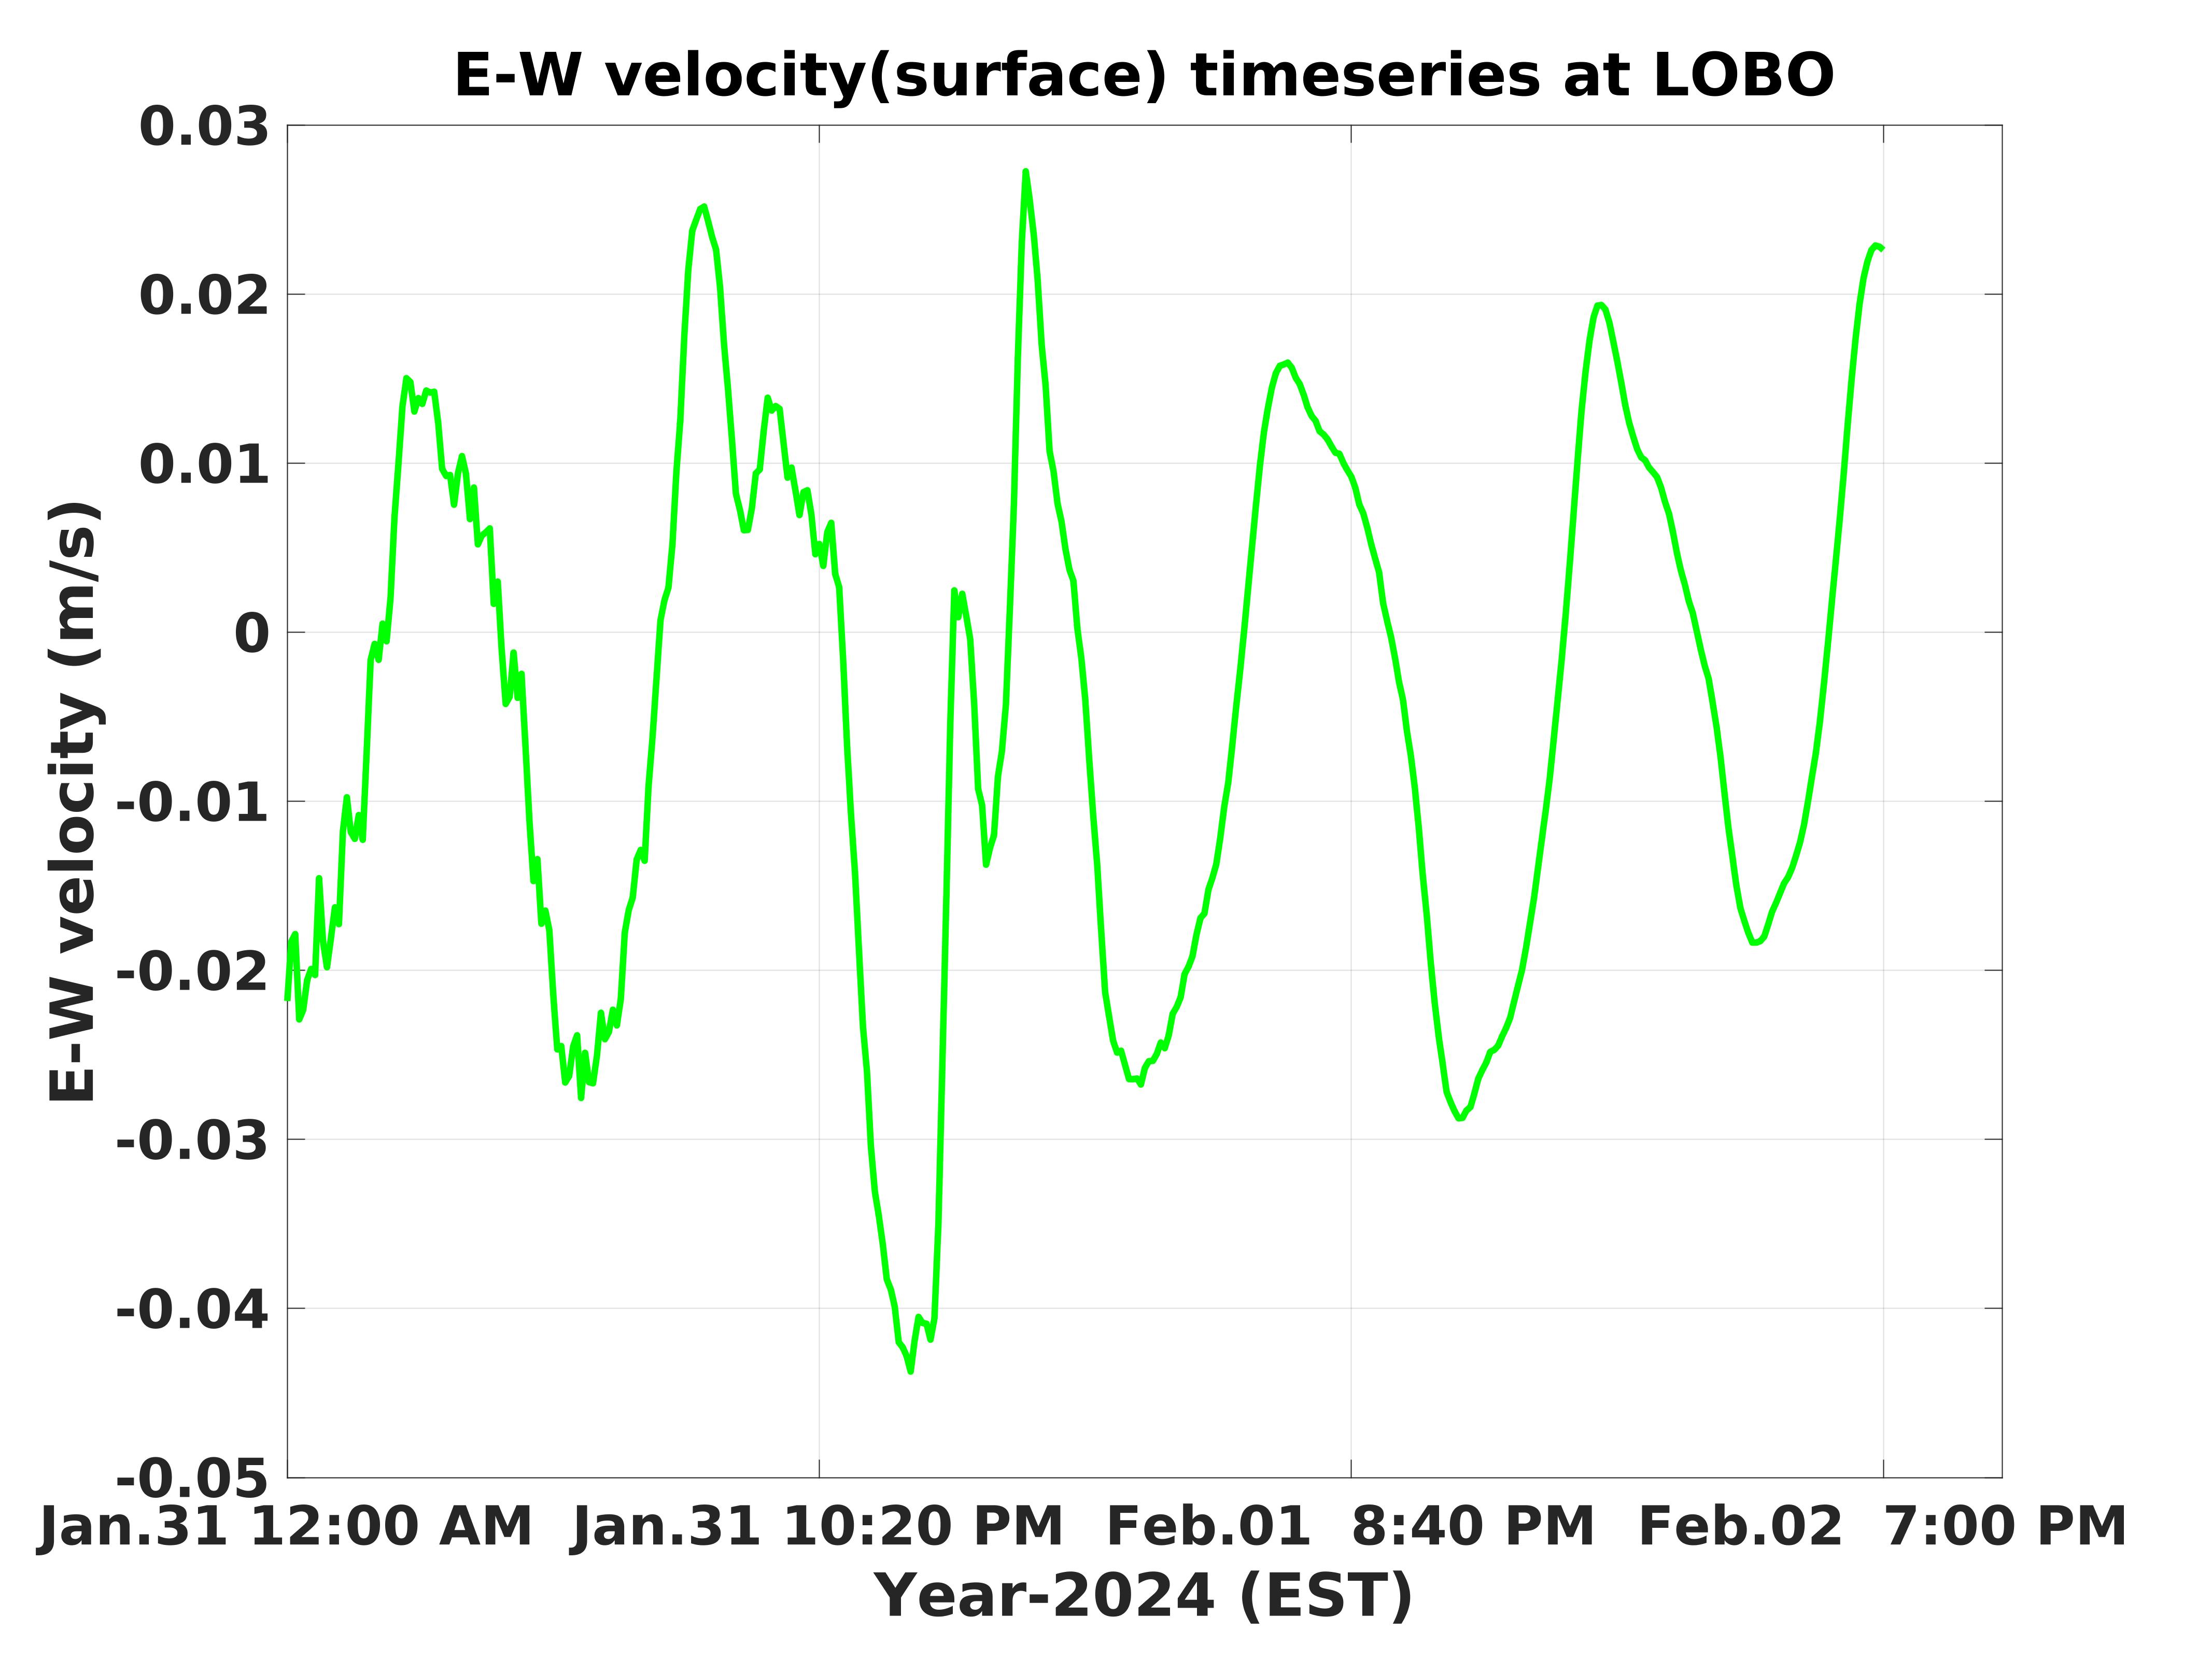 E-W velocity(surface) timeseries at LOBO
E-W velocity (m/s)
0.03
0.02
0.01
0
-0.01
-0.02
-0.03
-0.04
-0.05
Jan.31 12:00 AM
Jan.31 10:20 PM
Feb.01 8:40 PM
Feb.02 7:00 PM
Year-2024 (EST)